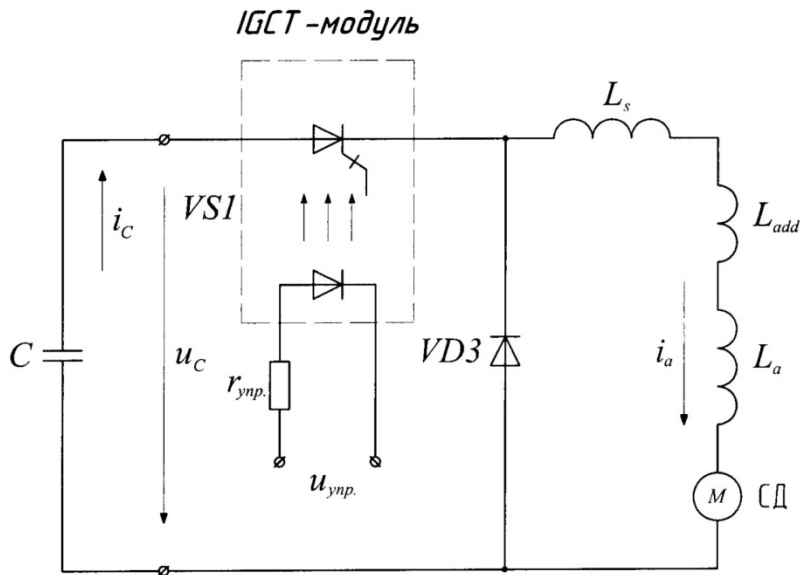 IGCT-модуль
L_s
VS1
L_add
i_C
C
u_C
VD3
i_a
L_a
r_упр.
u_упр.
M
СД